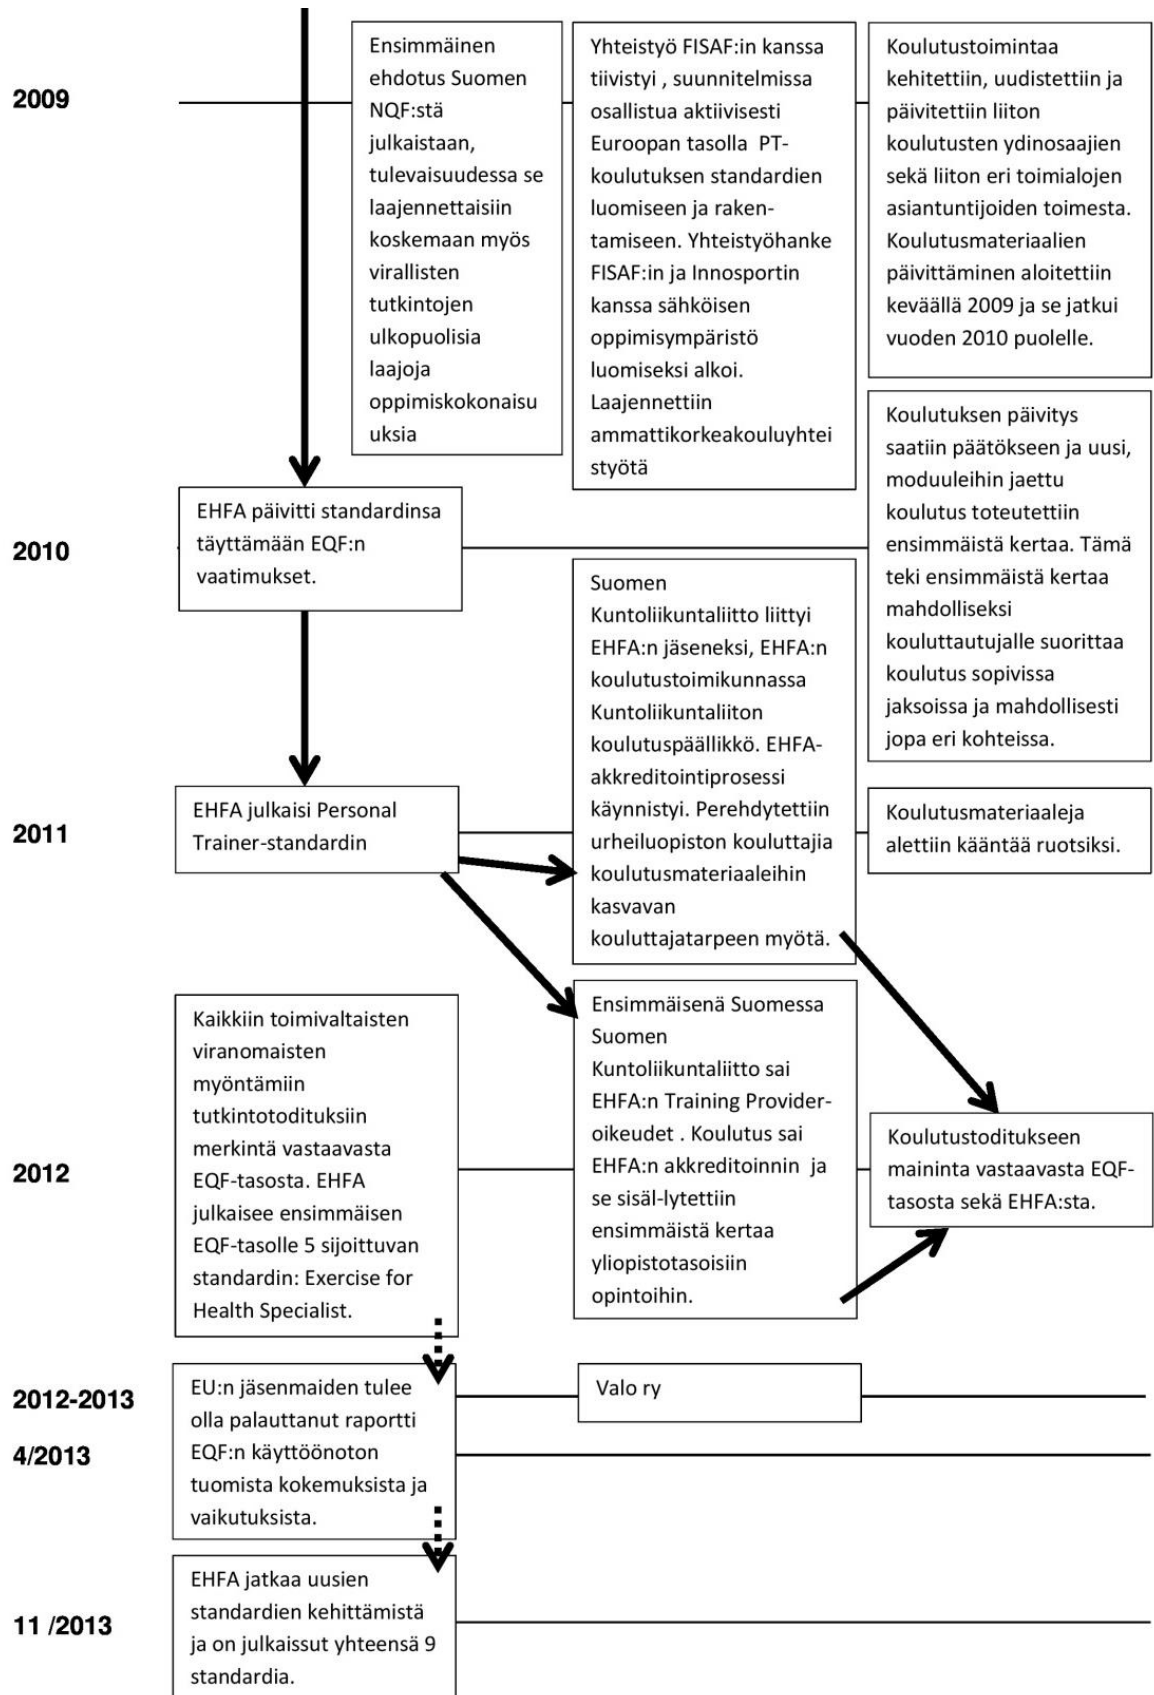 2009
Ensimmäinen
ehdotus Suomen
NQF:stä
julkaistaan,
tulevaisuudessa se
laajennettaisiin
koskemaan myös
virallisten
tutkintojen
ulkopuolisia
laajoja
oppimiskokonaisu
uksia
Yhteistyö FISAF:in kanssa
tiivistyi , suunnitelmissa
osallistua aktiivisesti
Euroopan tasolla PT-
koulutuksen standardien
luomiseen ja raken-
tamiseen. Yhteistyöhanke
FISAF:in ja Innosportin
kanssa sähköisen
oppimisympäristö
luomiseksi alkoi.
Laajennettiin
ammattikorkeakouluyhtei
styötä
Koulutustoimintaa
kehitettiin, uudistettiin ja
päivitettiin liiton
koulutusten ydinosaajien
sekä liiton eri toimialojen
asiantuntijoiden toimesta.
Koulutusmateriaalien
päivittäminen aloitettiin
keväällä 2009 ja se jatkui
vuoden 2010 puolelle.
2010
EHFA päivitti standardinsa
täyttämään EQF:n
vaatimukset.
Koulutuksen päivitys
saatiin päätökseen ja uusi,
moduuleihin jaettu
koulutus toteutettiin
ensimmäistä kertaa. Tämä
teki ensimmäistä kertaa
mahdolliseksi
kouluttautujalle suorittaa
koulutus sopivissa
jaksoissa ja mahdollisesti
jopa eri kohteissa.
2011
EHFA julkaisi Personal
Trainer-standardin
Suomen
Kuntoliikuntaliitto liittyi
EHFA:n jäseneksi, EHFA:n
koulutustoimikunnassa
Kuntoliikuntaliiton
koulutuspäällikkö. EHFA-
akkreditointiprosessi
käynnistyi. Perehdytettiin
urheiluopiston kouluttajia
koulutusmateriaaleihin
kasvavan
kouluttajatarpeen myötä.
Koulutusmateriaaleja
alettiin kääntää ruotsiksi.
2012
Kaikkiin toimivaltaisten
viranomaisten
myöntämiin
tutkintotodituksiin
merkintä vastaavasta
EQF-tasosta. EHFA
julkaisee ensimmäisen
EQF-tasolle 5 sijoittuvan
standardin: Exercise for
Health Specialist.
Ensimmäisenä Suomessa
Suomen
Kuntoliikuntaliitto sai
EHFA:n Training Provider-
oikeudet . Koulutus sai
EHFA:n akkreditoinnin ja
se sisäl-lytettiin
ensimmäistä kertaa
yliopistotasoisiin
opintoihin.
Koulutustoditukseen
maininta vastaavasta EQF-
tasosta sekä EHFA:sta.
2012-2013
Valo ry
4/2013
EU:n jäsenmaiden tulee
olla palauttanut raportti
EQF:n käyttöönoton
tuomista kokemuksista ja
vaikutuksista.
11 /2013
EHFA jatkaa uusien
standardien kehittämistä
ja on julkaissut yhteensä 9
standardia.